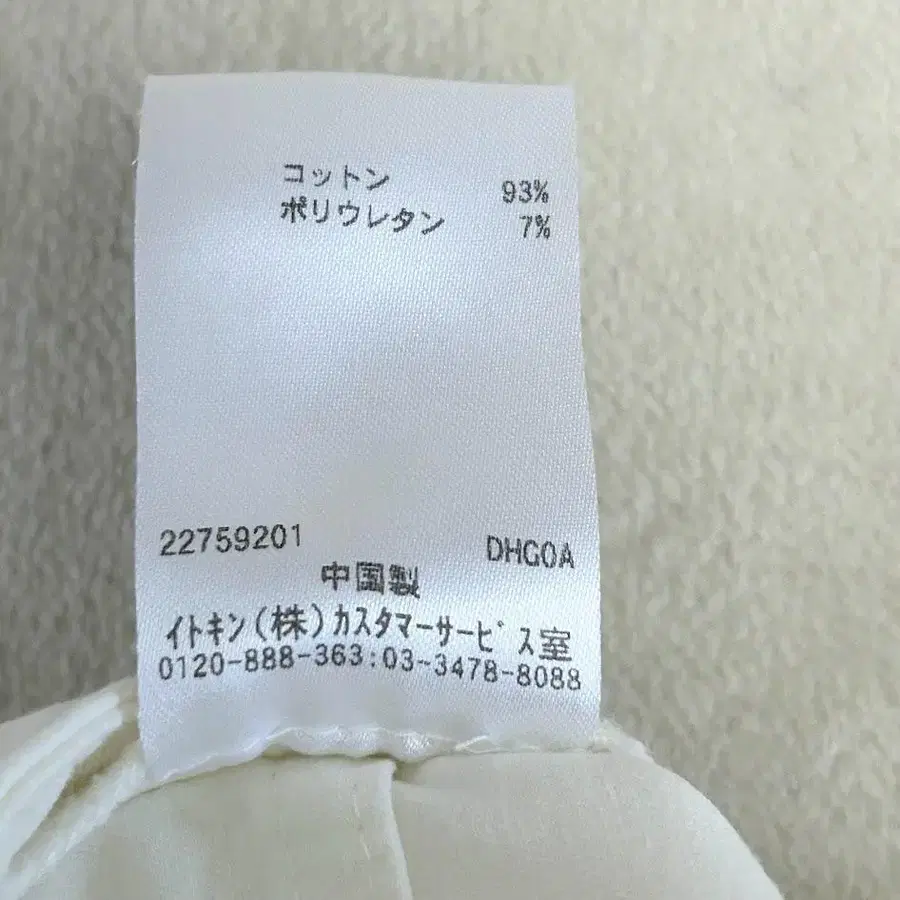 コットン 93%
ポリウレタン 7%
22759201 DHG0A
中国製
イトキン(株)カスタマーサービス室
0120-888-363:03-3478-8088